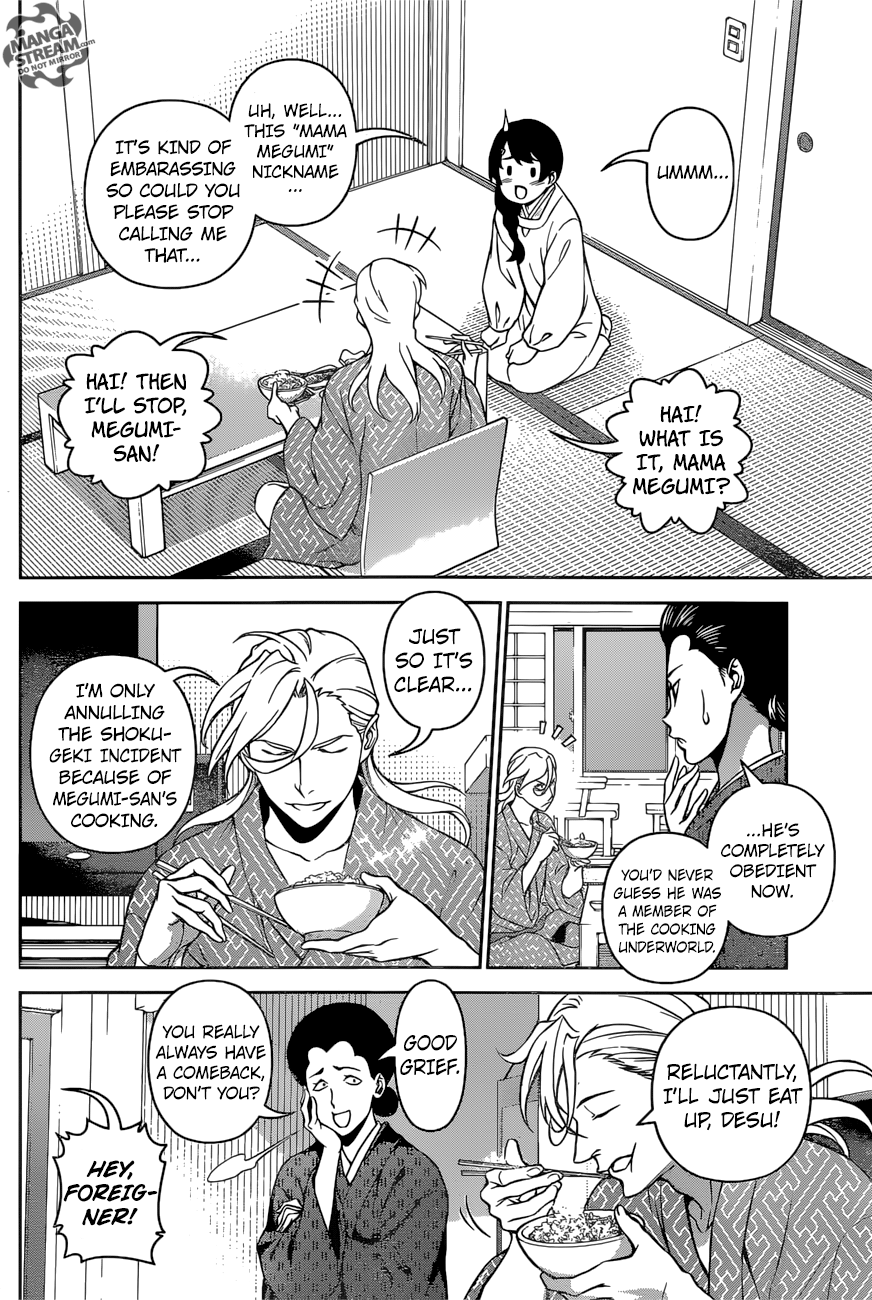 MANGA
STREAM.com
DO NOT MIRROR
UMMM...
HAI!
WHAT IS
IT, MAMA
MEGUMI?
UH, WELL...
THIS "MAMA
MEGUMI"
NICKNAME
...
IT'S KIND OF
EMBARASSING
SO COULD YOU
PLEASE STOP
CALLING ME
THAT...
HAI! THEN
I'LL STOP,
MEGUMI-
SAN!
...HE'S
COMPLETELY
OBEDIENT
NOW.
YOU'D NEVER
GUESS HE WAS
A MEMBER OF
THE COOKING
UNDERWORLD.
JUST
SO IT'S
CLEAR...
I'M ONLY
ANNULLING
THE SHOKU-
GEKI INCIDENT
BECAUSE OF
MEGUMI-SAN'S
COOKING.
RELUCTANTLY,
I'LL JUST EAT
UP, DESU!
GOOD
GRIEF.
YOU REALLY
ALWAYS HAVE
A COMEBACK,
DON'T YOU?
HEY,
FOREIG-
NER!